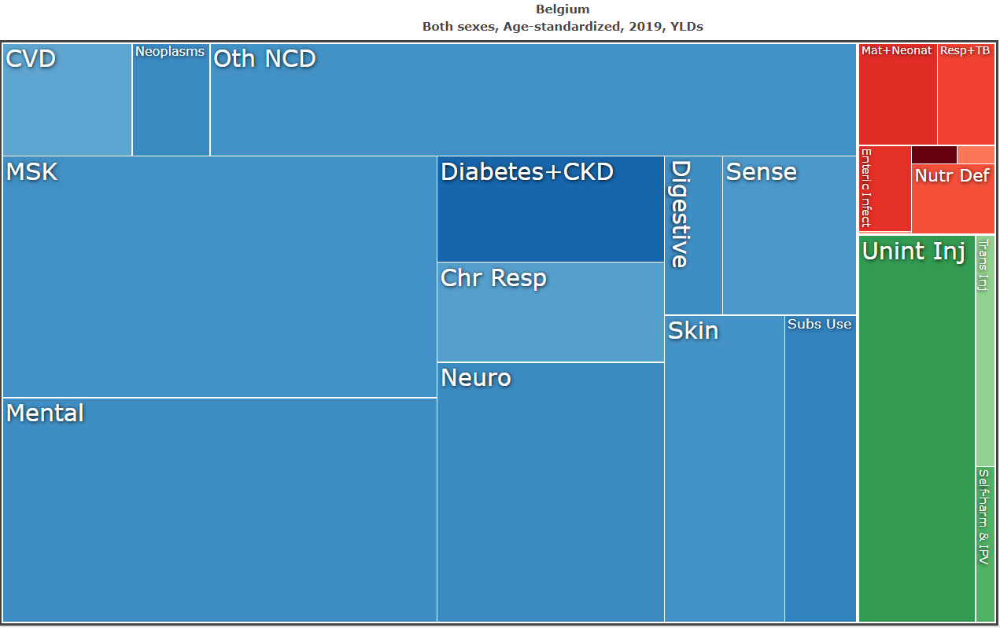 Belgium
Both sexes, Age-standardized, 2019, YLDs
CVD
Neoplasms
Oth NCD
Mat+Neonat
Resp+TB
MSK
Diabetes+CKD
Digestive
Sense
Enteric Infect
Nutr Def
Chr Resp
Unint Inj
Trans Inj
Skin
Subs Use
Neuro
Mental
Self-harm & IPV